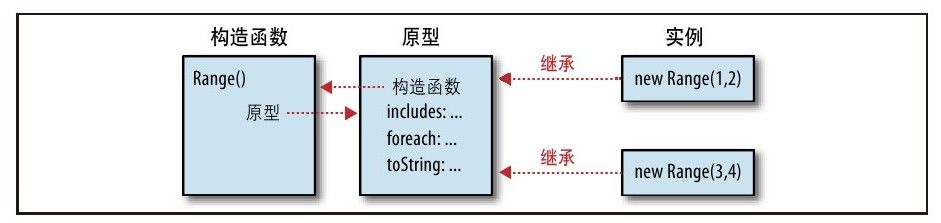 构造函数
原型
实例
Range()
原型
构造函数
includes: ...
foreach: ...
toString: ...
继承
new Range(1,2)
继承
new Range(3,4)